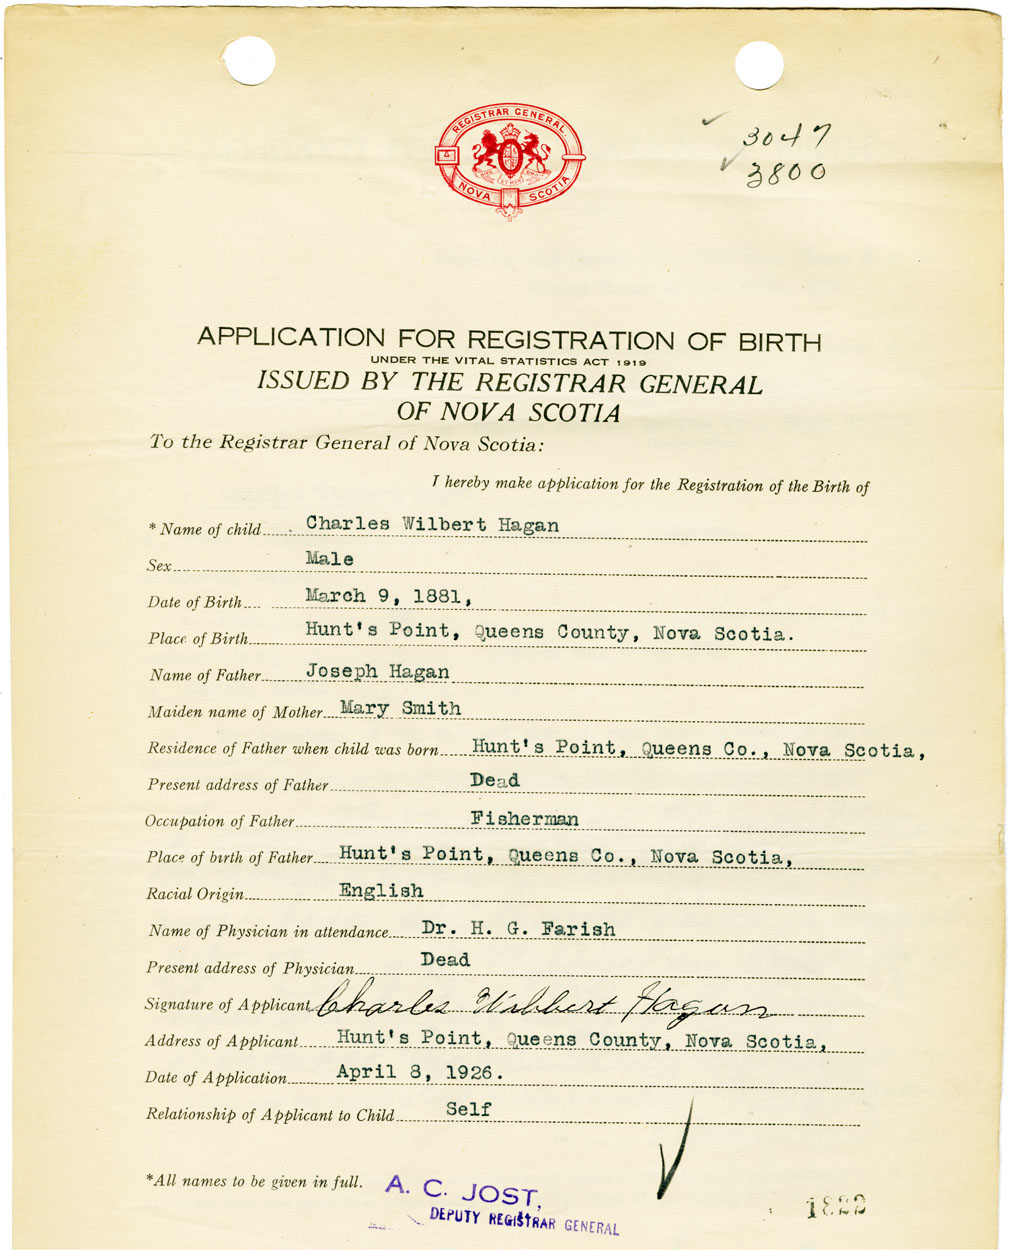 REGISTRAR GENERAL.
NOVA SCOTIA
3047
3800
APPLICATION FOR REGISTRATION OF BIRTH
UNDER THE VITAL STATISTICS ACT 1919
ISSUED BY THE REGISTRAR GENERAL
OF NOVA SCOTIA
To the Registrar General of Nova Scotia:
I hereby make application for the Registration of the Birth of
*Name of child Charles Wilbert Hagan
Sex Male
Date of Birth March 9, 1881,
Place of Birth Hunt's Point, Queens County, Nova Scotia.
Name of Father Joseph Hagan
Maiden name of Mother Mary Smith
Residence of Father when child was born Hunt's Point, Queens Co., Nova Scotia,
Present address of Father Dead
Occupation of Father Fisherman
Place of birth of Father Hunt's Point, Queens Co., Nova Scotia,
Racial Origin English
Name of Physician in attendance Dr. H. G. Farish
Present address of Physician Dead
Signature of Applicant Charles Wilbbert Hagan
Address of Applicant Hunt's Point, Queens County, Nova Scotia,
Date of Application April 8, 1926.
Relationship of Applicant to Child Self
*All names to be given in full.
A. C. JOST,
DEPUTY REGISTRAR GENERAL
1822